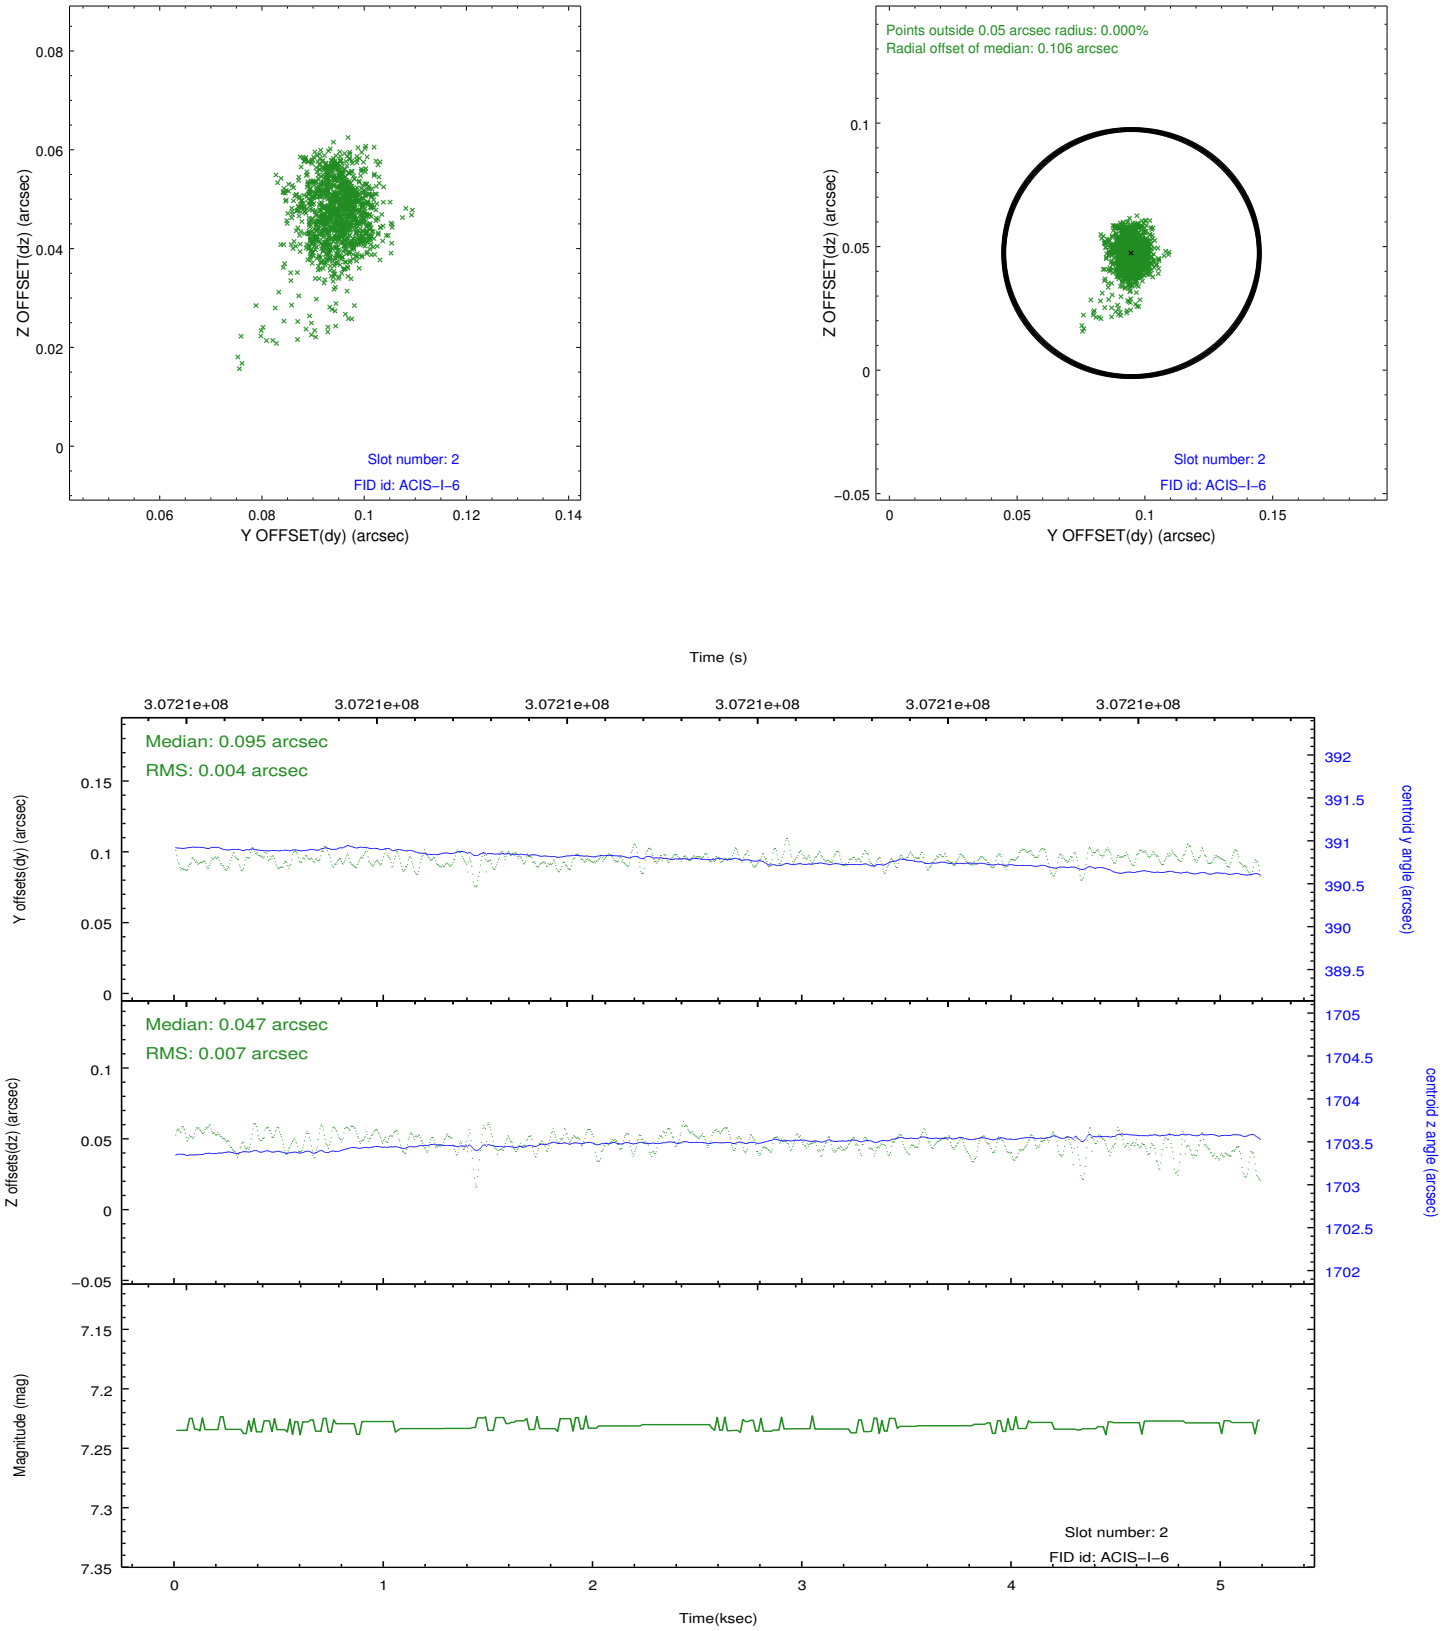 0.08
0.06
0.04
0.02
0
Z OFFSET(dz) (arcsec)
Slot number: 2
FID id: ACIS−I−6
0.06
0.08
0.1
0.12
0.14
Y OFFSET(dy) (arcsec)
Points outside 0.05 arcsec radius: 0.000%
Radial offset of median: 0.106 arcsec
0.1
0.05
0
−0.05
Z OFFSET(dz) (arcsec)
Slot number: 2
FID id: ACIS−I−6
0
0.05
0.1
0.15
Y OFFSET(dy) (arcsec)
Time (s)
3.0721e+08
3.0721e+08
3.0721e+08
3.0721e+08
3.0721e+08
3.0721e+08
Median: 0.095 arcsec
RMS: 0.004 arcsec
0.15
0.1
0.05
0
Y offsets(dy) (arcsec)
392
391.5
391
390.5
390
389.5
centroid y angle (arcsec)
Median: 0.047 arcsec
RMS: 0.007 arcsec
0.1
0.05
0
−0.05
Z offsets(dz) (arcsec)
1705
1704.5
1704
1703.5
1703
1702.5
1702
centroid z angle (arcsec)
7.15
7.2
7.25
7.3
7.35
Magnitude (mag)
Slot number: 2
FID id: ACIS−I−6
0
1
2
3
4
5
Time(ksec)